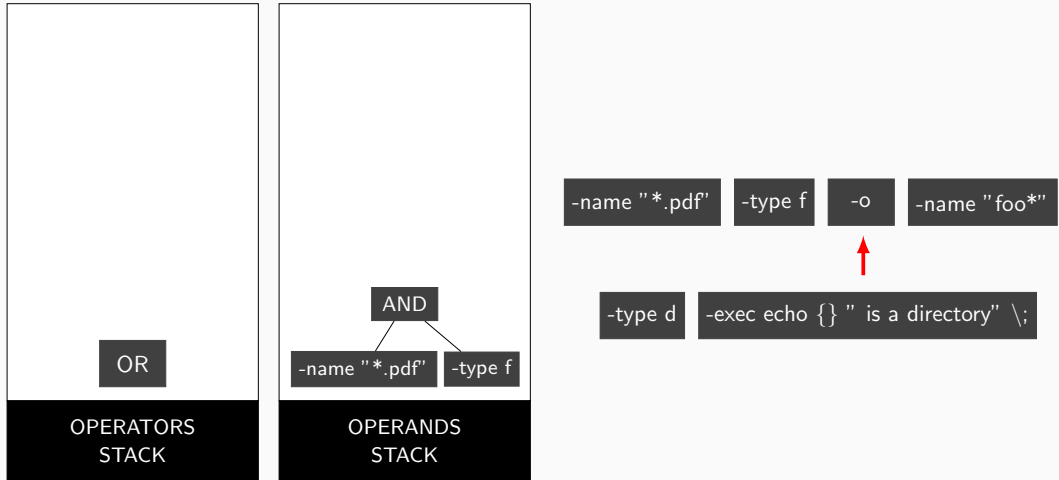 OR
OPERATORS
STACK
AND
-name "*.pdf"
-type f
OPERANDS
STACK
-name "*.pdf"
-type f
-o
-name "foo*"
-type d
-exec echo {} " is a directory" \;